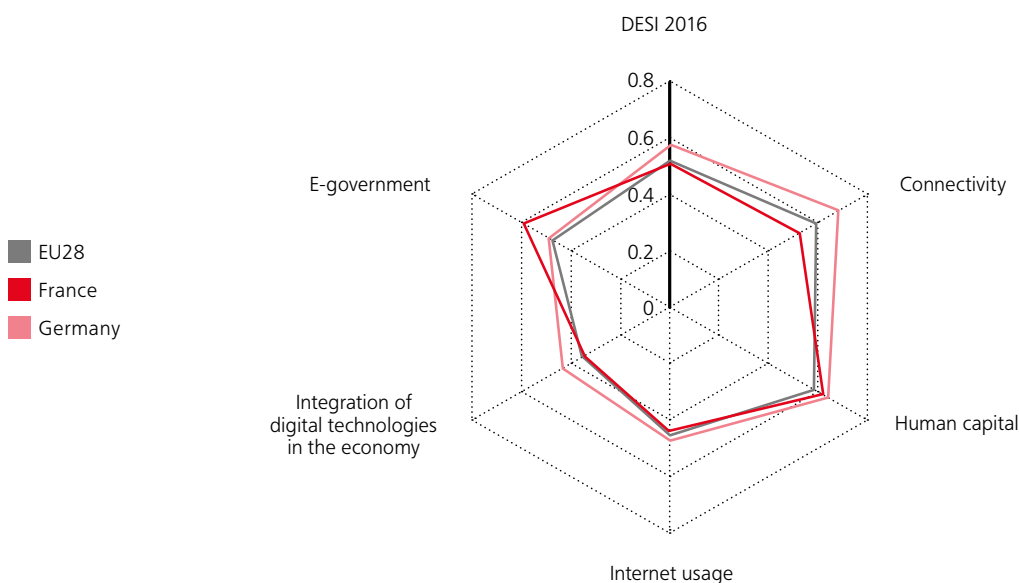 DESI 2016
0.8
0.6
0.4
0.2
0
E-government
Connectivity
EU28
France
Germany
Integration of
digital technologies
in the economy
Human capital
Internet usage